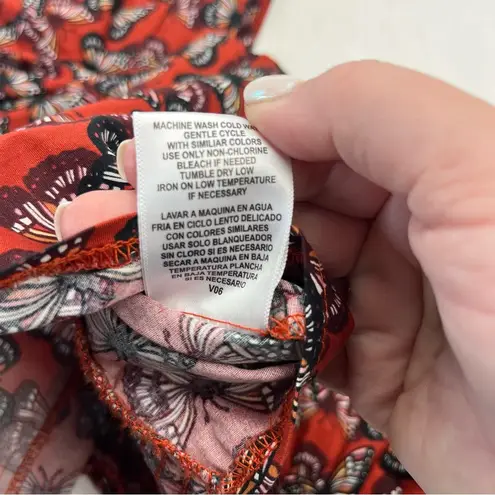 MACHINE WASH COLD WA
GENTLE CYCLE
WITH SIMILIAR COLORS
USE ONLY NON-CHLORINE
BLEACH IF NEEDED
TUMBLE DRY LOW
IRON ON LOW TEMPERATURE
IF NECESSARY
LAVAR A MAQUINA EN AGUA
FRIA EN CICLO LENTO DELICADO
CON COLORES SIMILARES
USAR SOLO BLANQUEADOR
SIN CLORO SI ES NECESARIO
SECAR A MAQUINA EN BAJA
TEMPERATURA PLANCHA
EN BAJA TEMPERATURA
SI ES NECESARIO
V06